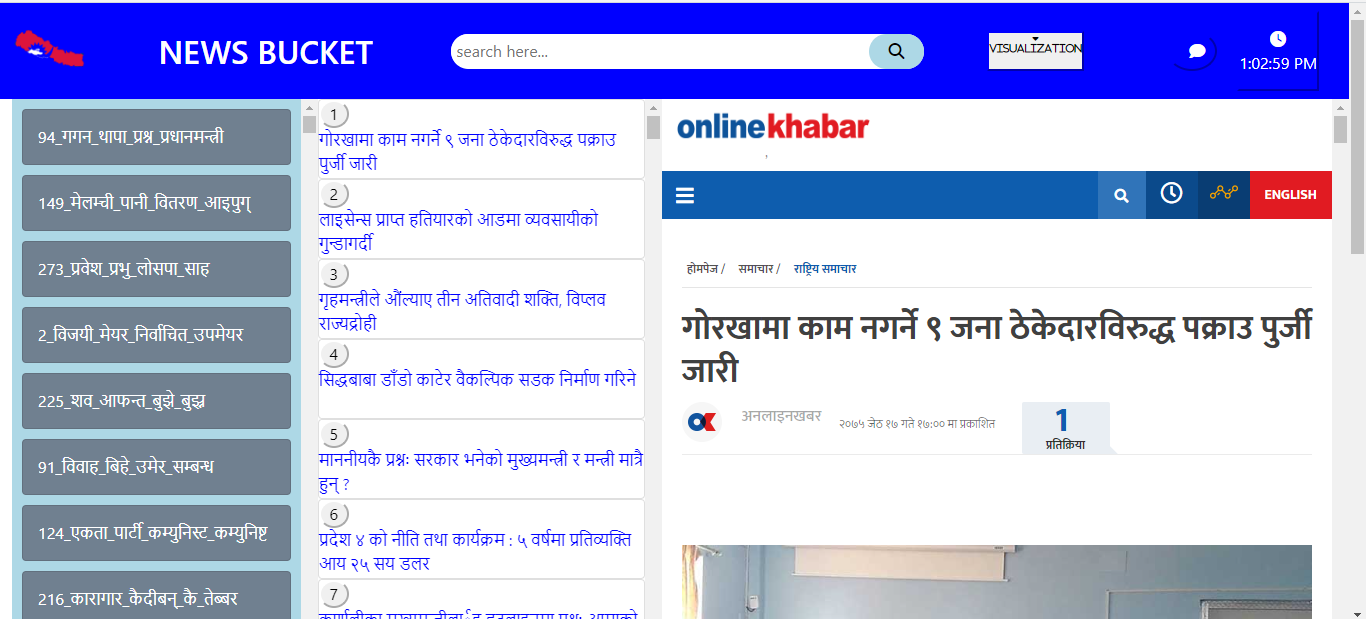 NEWS BUCKET
search here...
VISUALIZATION
1:02:59 PM
94_गगन_थापा_प्रश्न_प्रधानमन्त्री
149_मेलम्ची_पानी_वितरण_आइपुग्
273_प्रवेश_प्रभु_लोसपा_साह
2_विजयी_मेयर_निर्वाचित_उपमेयर
225_शव_आफन्त_बुझे_बुझ्न
91_विवाह_बिहे_उमेर_सम्बन्ध
124_एकता_पार्टी_कम्युनिस्ट_कम्युनिष्ट
216_कारागार_कैदीबन्_कै_तेब्बर
1
गोरखामा काम नगर्ने ९ जना ठेकेदारविरुद्ध पक्राउ
पुर्जी जारी
2
लाइसेन्स प्राप्त हतियारको आडमा व्यवसायीको
गुन्डागर्दी
3
गृहमन्त्रीले औंल्याए तीन अतिवादी शक्ति, विप्लव
राज्यद्रोही
4
सिद्धबाबा डाँडो काटेर वैकल्पिक सडक निर्माण गरिने
5
माननीयकै प्रश्नः सरकार भनेको मुख्यमन्त्री र मन्त्री मात्रै
हुन् ?
6
प्रदेश ४ को नीति तथा कार्यक्रम : ५ वर्षमा प्रतिव्यक्ति
आय २५ सय डलर
7
onlinekhabar
ENGLISH
होमपेज / समाचार / राष्ट्रिय समाचार
गोरखामा काम नगर्ने ९ जना ठेकेदारविरुद्ध पक्राउ पुर्जी
जारी
अनलाइनखबर
२०७५ जेठ १७ गते १७:०० मा प्रकाशित
1
प्रतिक्रिया